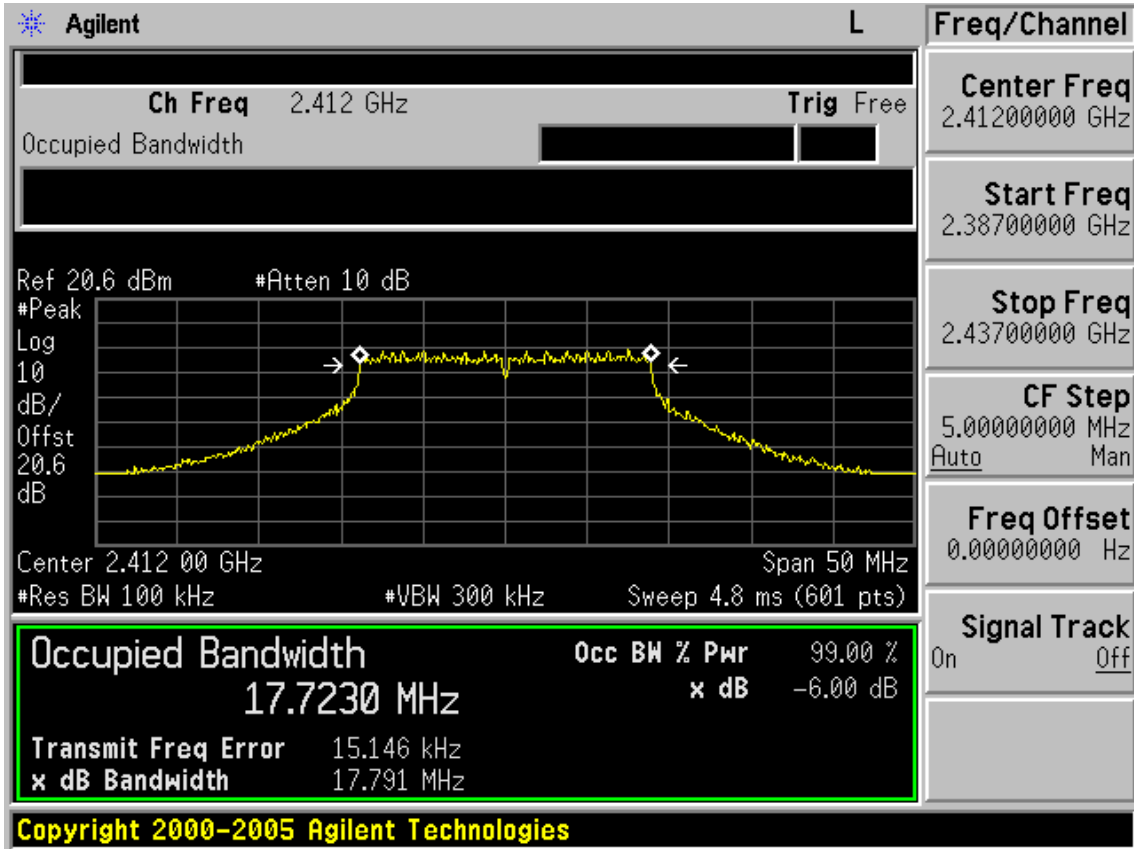 Agilent L
Ch Freq 2.412 GHz Trig Free
Occupied Bandwidth
Ref 20.6 dBm #Atten 10 dB
#Peak
Log
10
dB/
Offst
20.6
dB
Center 2.412 00 GHz Span 50 MHz
#Res BW 100 kHz #VBW 300 kHz Sweep 4.8 ms (601 pts)
Occupied Bandwidth Occ BW % Pwr 99.00 %
17.7230 MHz x dB -6.00 dB
Transmit Freq Error 15.146 kHz
x dB Bandwidth 17.791 MHz
Copyright 2000-2005 Agilent Technologies
Freq/Channel
Center Freq
2.41200000 GHz
Start Freq
2.38700000 GHz
Stop Freq
2.43700000 GHz
CF Step
5.00000000 MHz
Auto Man
Freq Offset
0.00000000 Hz
Signal Track
On Off